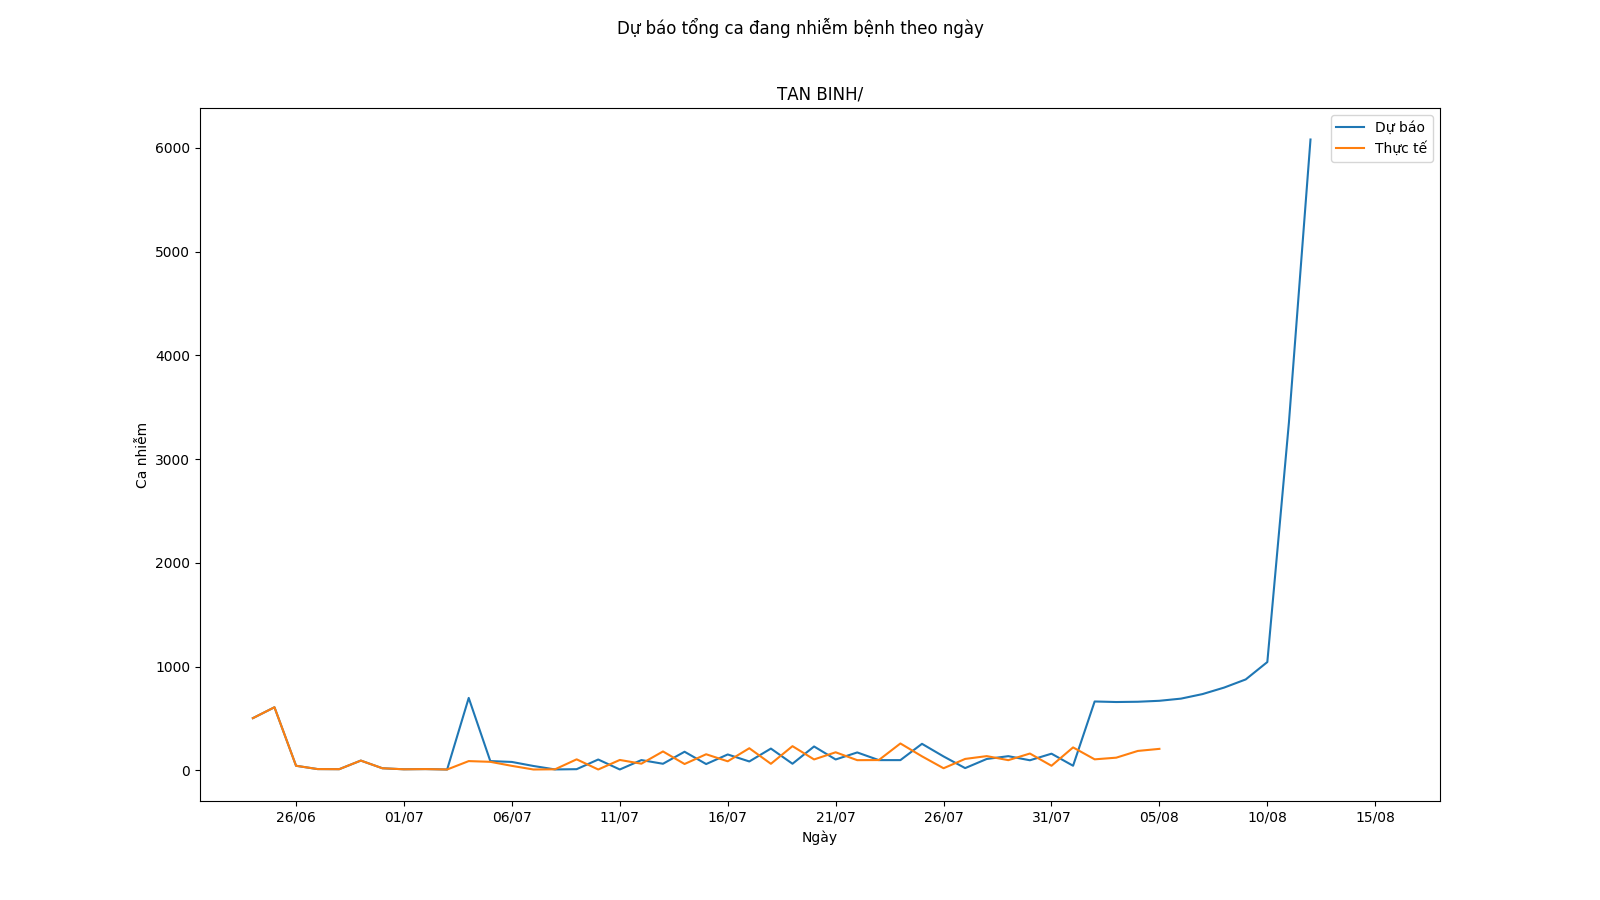 Dự báo tổng ca đang nhiễm bệnh theo ngày
TAN BINH/
Dự báo
Thực tế
6000
5000
4000
3000
2000
1000
0
Ca nhiễm
26/06 01/07 06/07 11/07 16/07 21/07 26/07 31/07 05/08 10/08 15/08
Ngày